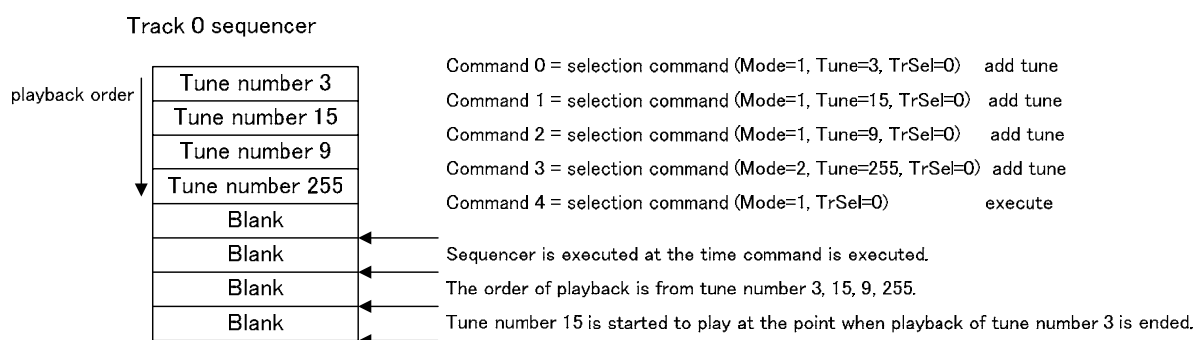 Track 0 sequencer
playback order
Tune number 3
Tune number 15
Tune number 9
Tune number 255
Blank
Blank
Blank
Blank
Command 0 = selection command (Mode=1, Tune=3, TrSel=0) add tune
Command 1 = selection command (Mode=1, Tune=15, TrSel=0) add tune
Command 2 = selection command (Mode=1, Tune=9, TrSel=0) add tune
Command 3 = selection command (Mode=2, Tune=255, TrSel=0) add tune
Command 4 = selection command (Mode=1, TrSel=0) execute
Sequencer is executed at the time command is executed.
The order of playback is from tune number 3, 15, 9, 255.
Tune number 15 is started to play at the point when playback of tune number 3 is ended.